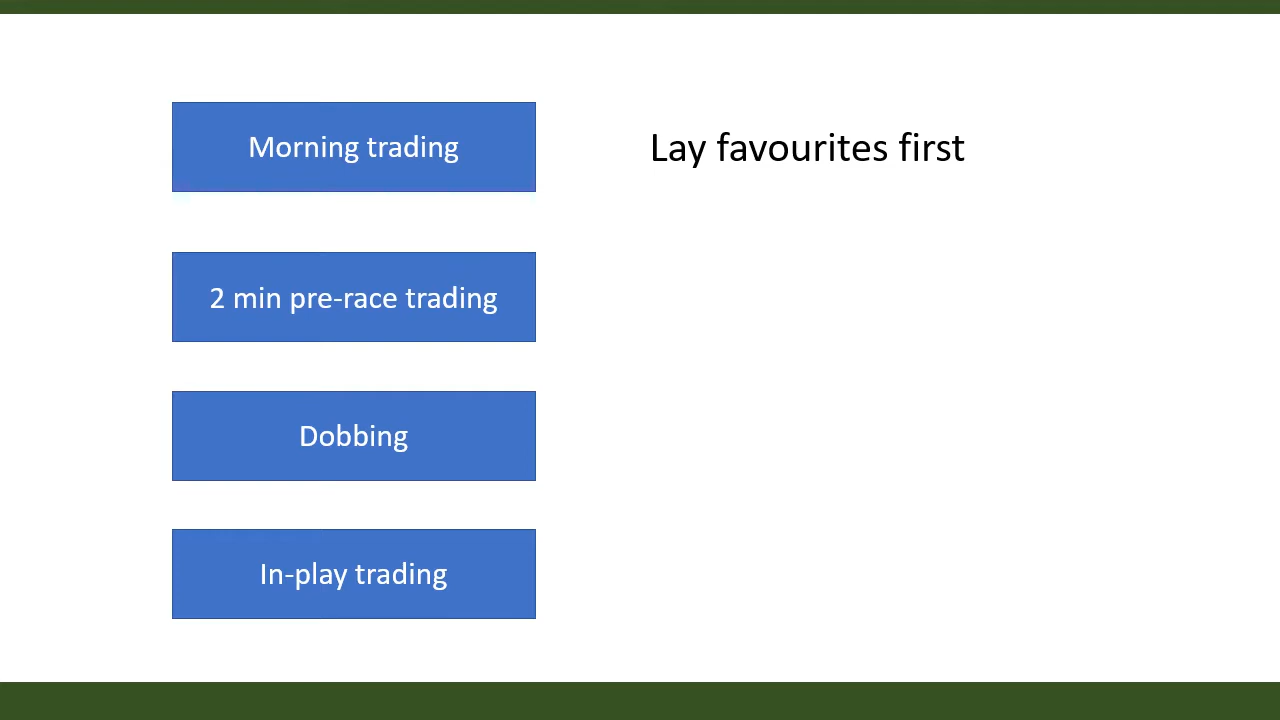 Morning trading
Lay favourites first
2 min pre-race trading
Dobbing
In-play trading